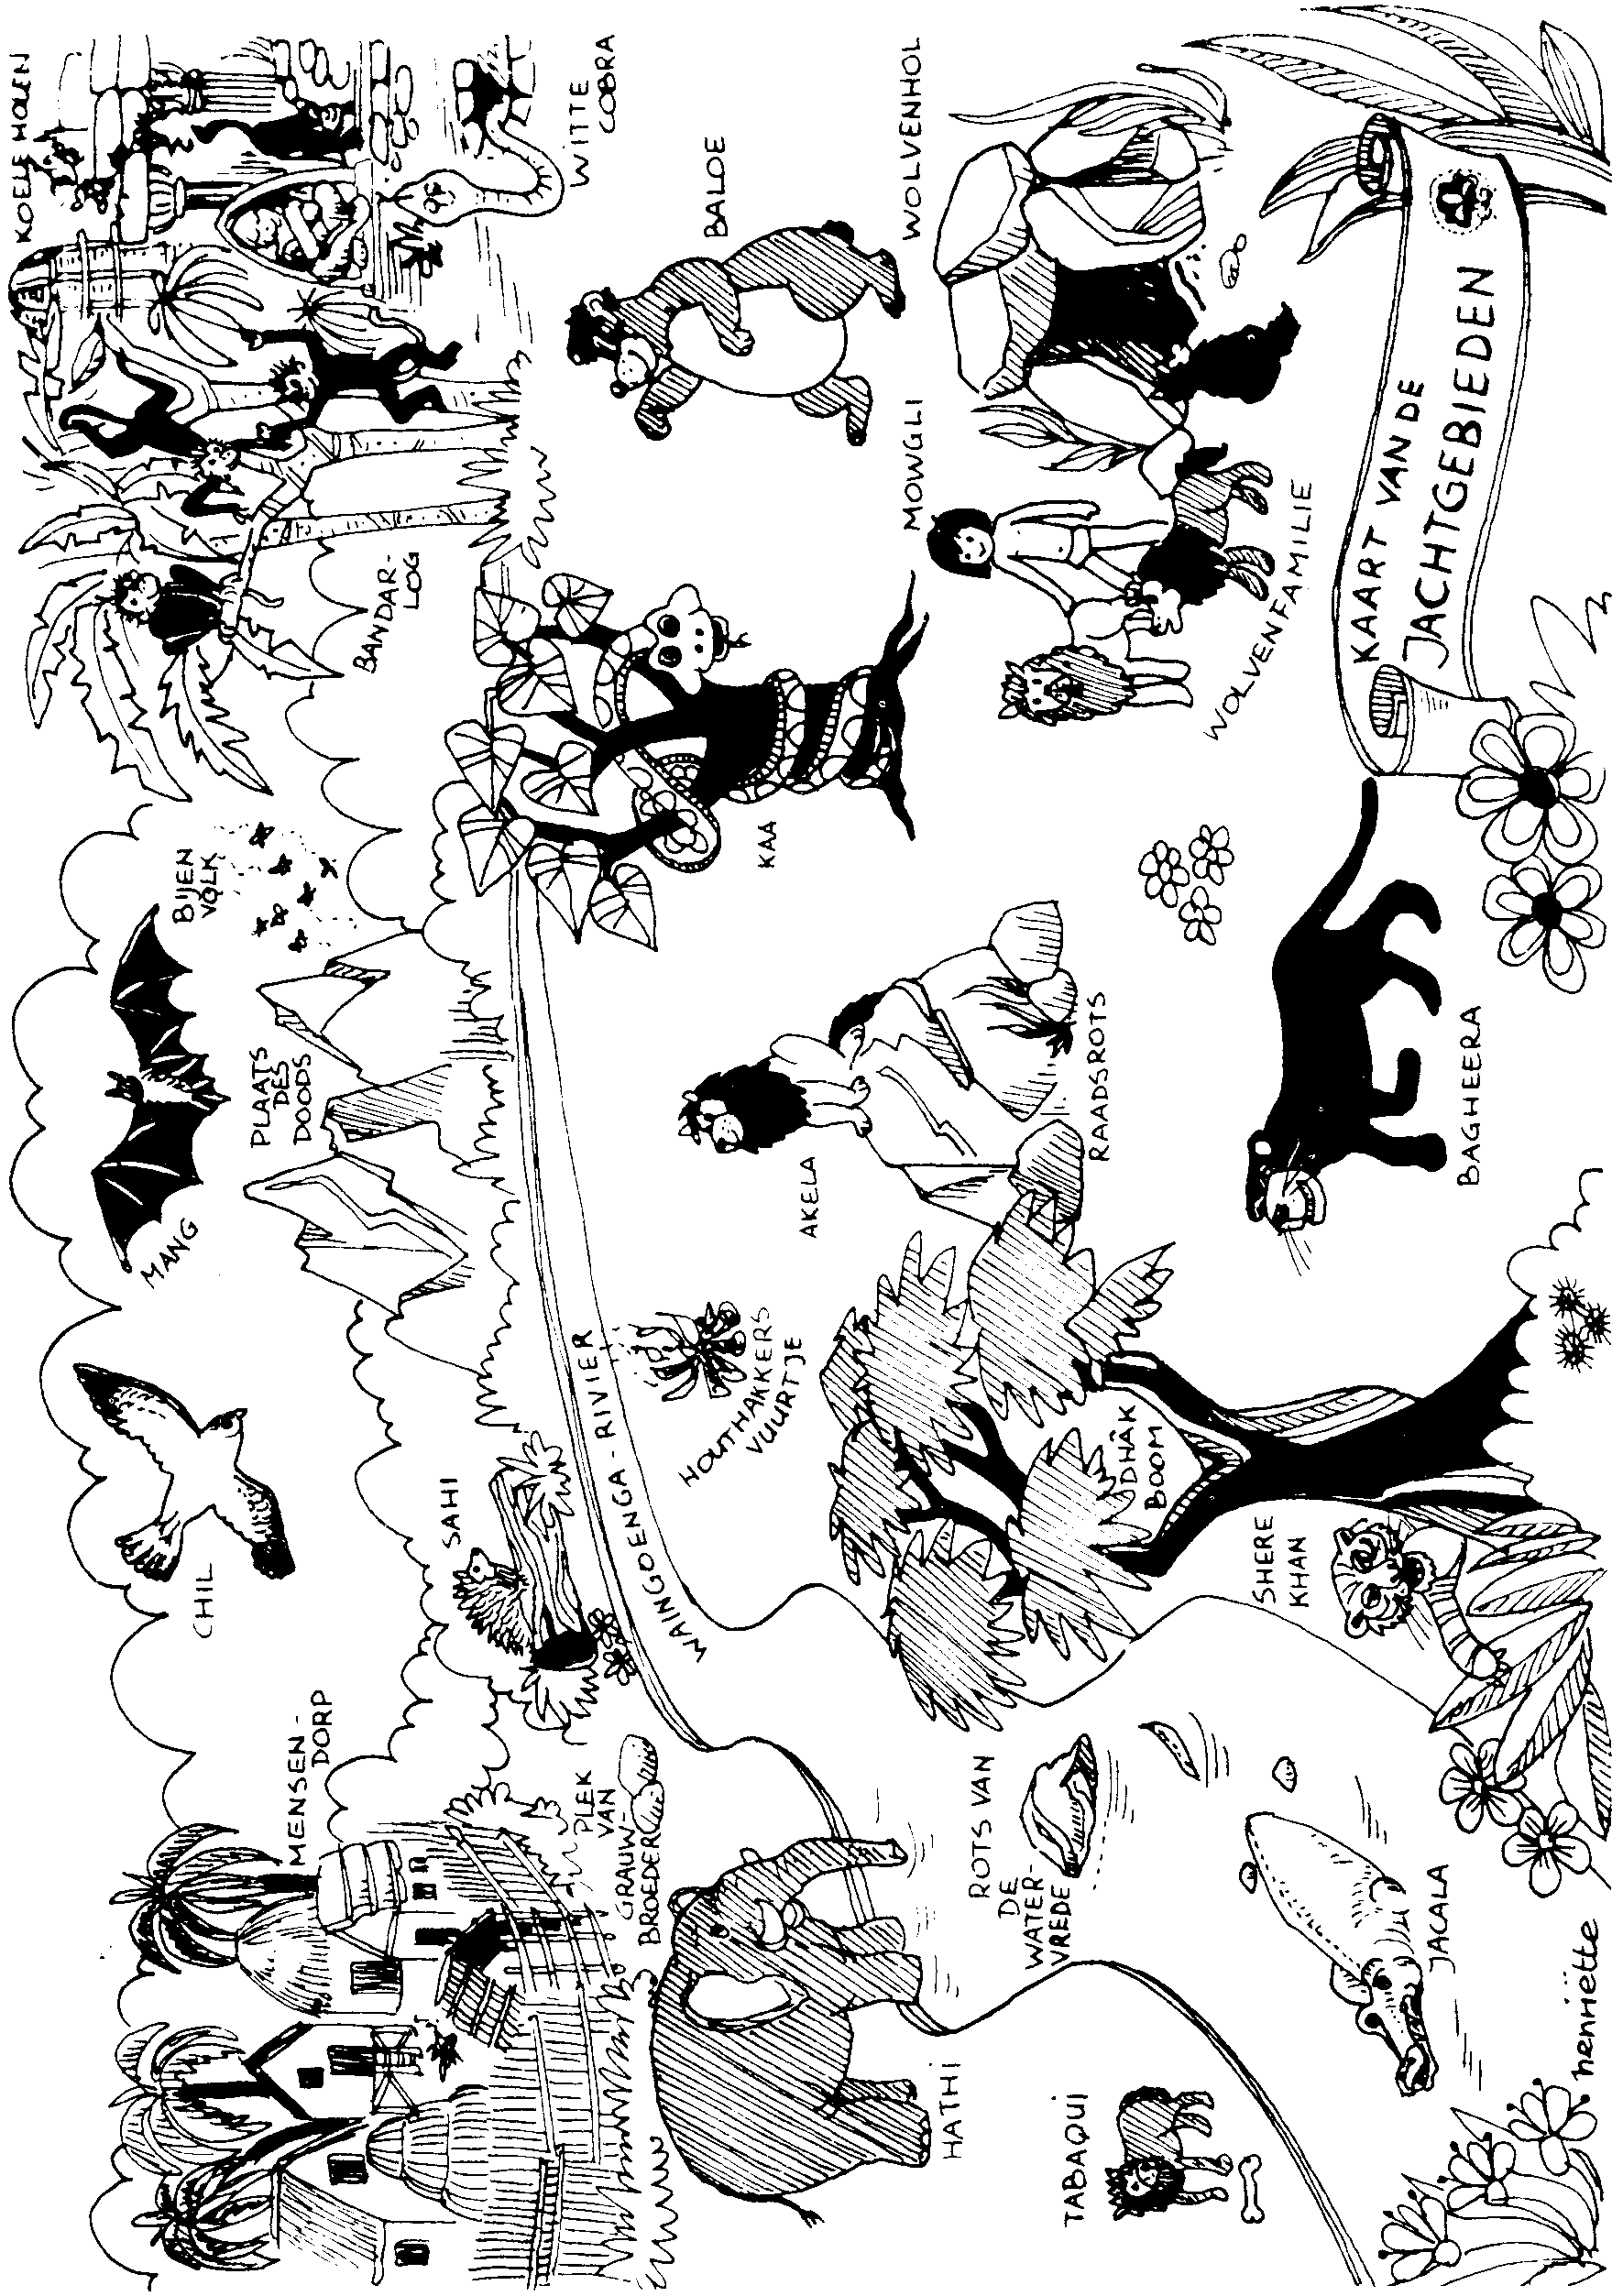 MENSEN-
DORP
CHIL
MANG
BIJEN
VOLK
PLAATS
DES
DOODS
BANDAR-
LOG
KOELE HOLEN
WITTE
COBRA
SAHI
PLEK
VAN
GRAUW-
BROEDER
WAINGOENGA-RIVIER
HOUTHAKKERS
VUURTJE
KAA
BALOE
AKELA
RAADSROTS
MOWGLI
WOLVENHOL
WOLVENFAMILIE
HATHI
ROTS VAN
DE
WATER-
VREDE
DHÂK
BOOM
TABAQUI
SHERE
KHAN
BAGHEERA
JACALA
KAART VAN DE
JACHTGEBIEDEN
henriëtte